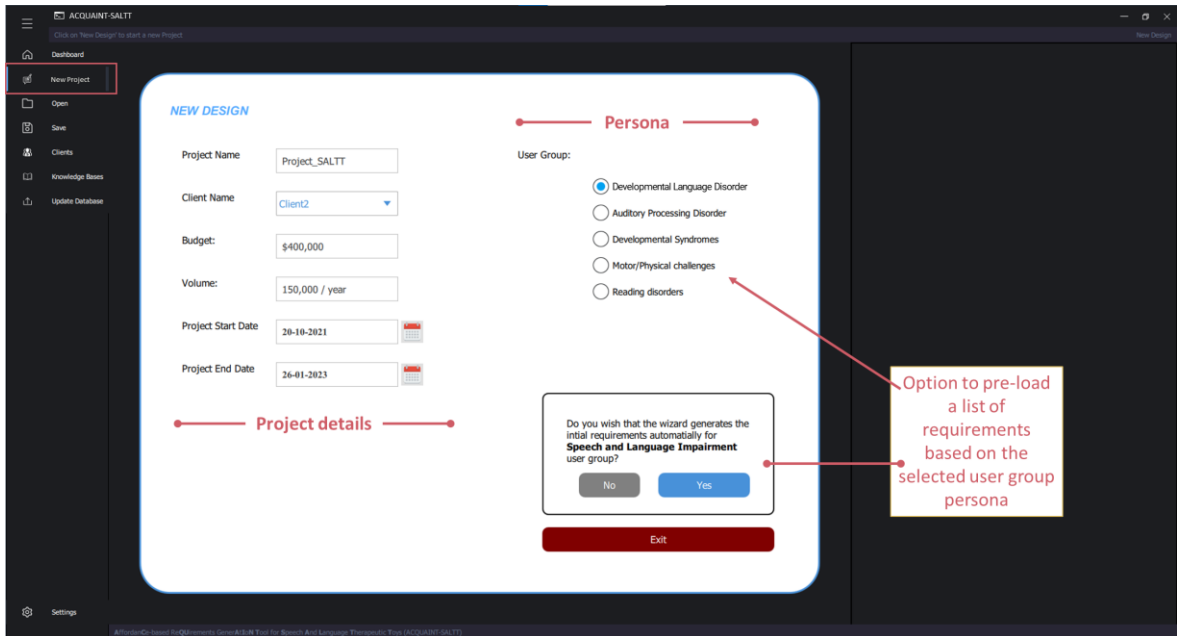 ACQUAINT-SALTT
Click on 'New Design' to start a new Project
New Design
Dashboard
New Project
Open
Save
Clients
Knowledge Bases
Update Database
Settings
NEW DESIGN
Project Name
Project_SALTT
Client Name
Client2
Budget:
$400,000
Volume:
150,000 / year
Project Start Date
20-10-2021
Project End Date
26-01-2023
Project details
Persona
User Group:
Developmental Language Disorder
Auditory Processing Disorder
Developmental Syndromes
Motor/Physical challenges
Reading disorders
Do you wish that the wizard generates the
intial requirements automatially for
Speech and Language Impairment
user group?
No
Yes
Exit
Option to pre-load
a list of
requirements
based on the
selected user group
persona
AffordanCe-based ReQUirements GenerAtIoN Tool for Speech And Language Therapeutic Toys (ACQUAINT-SALTT)